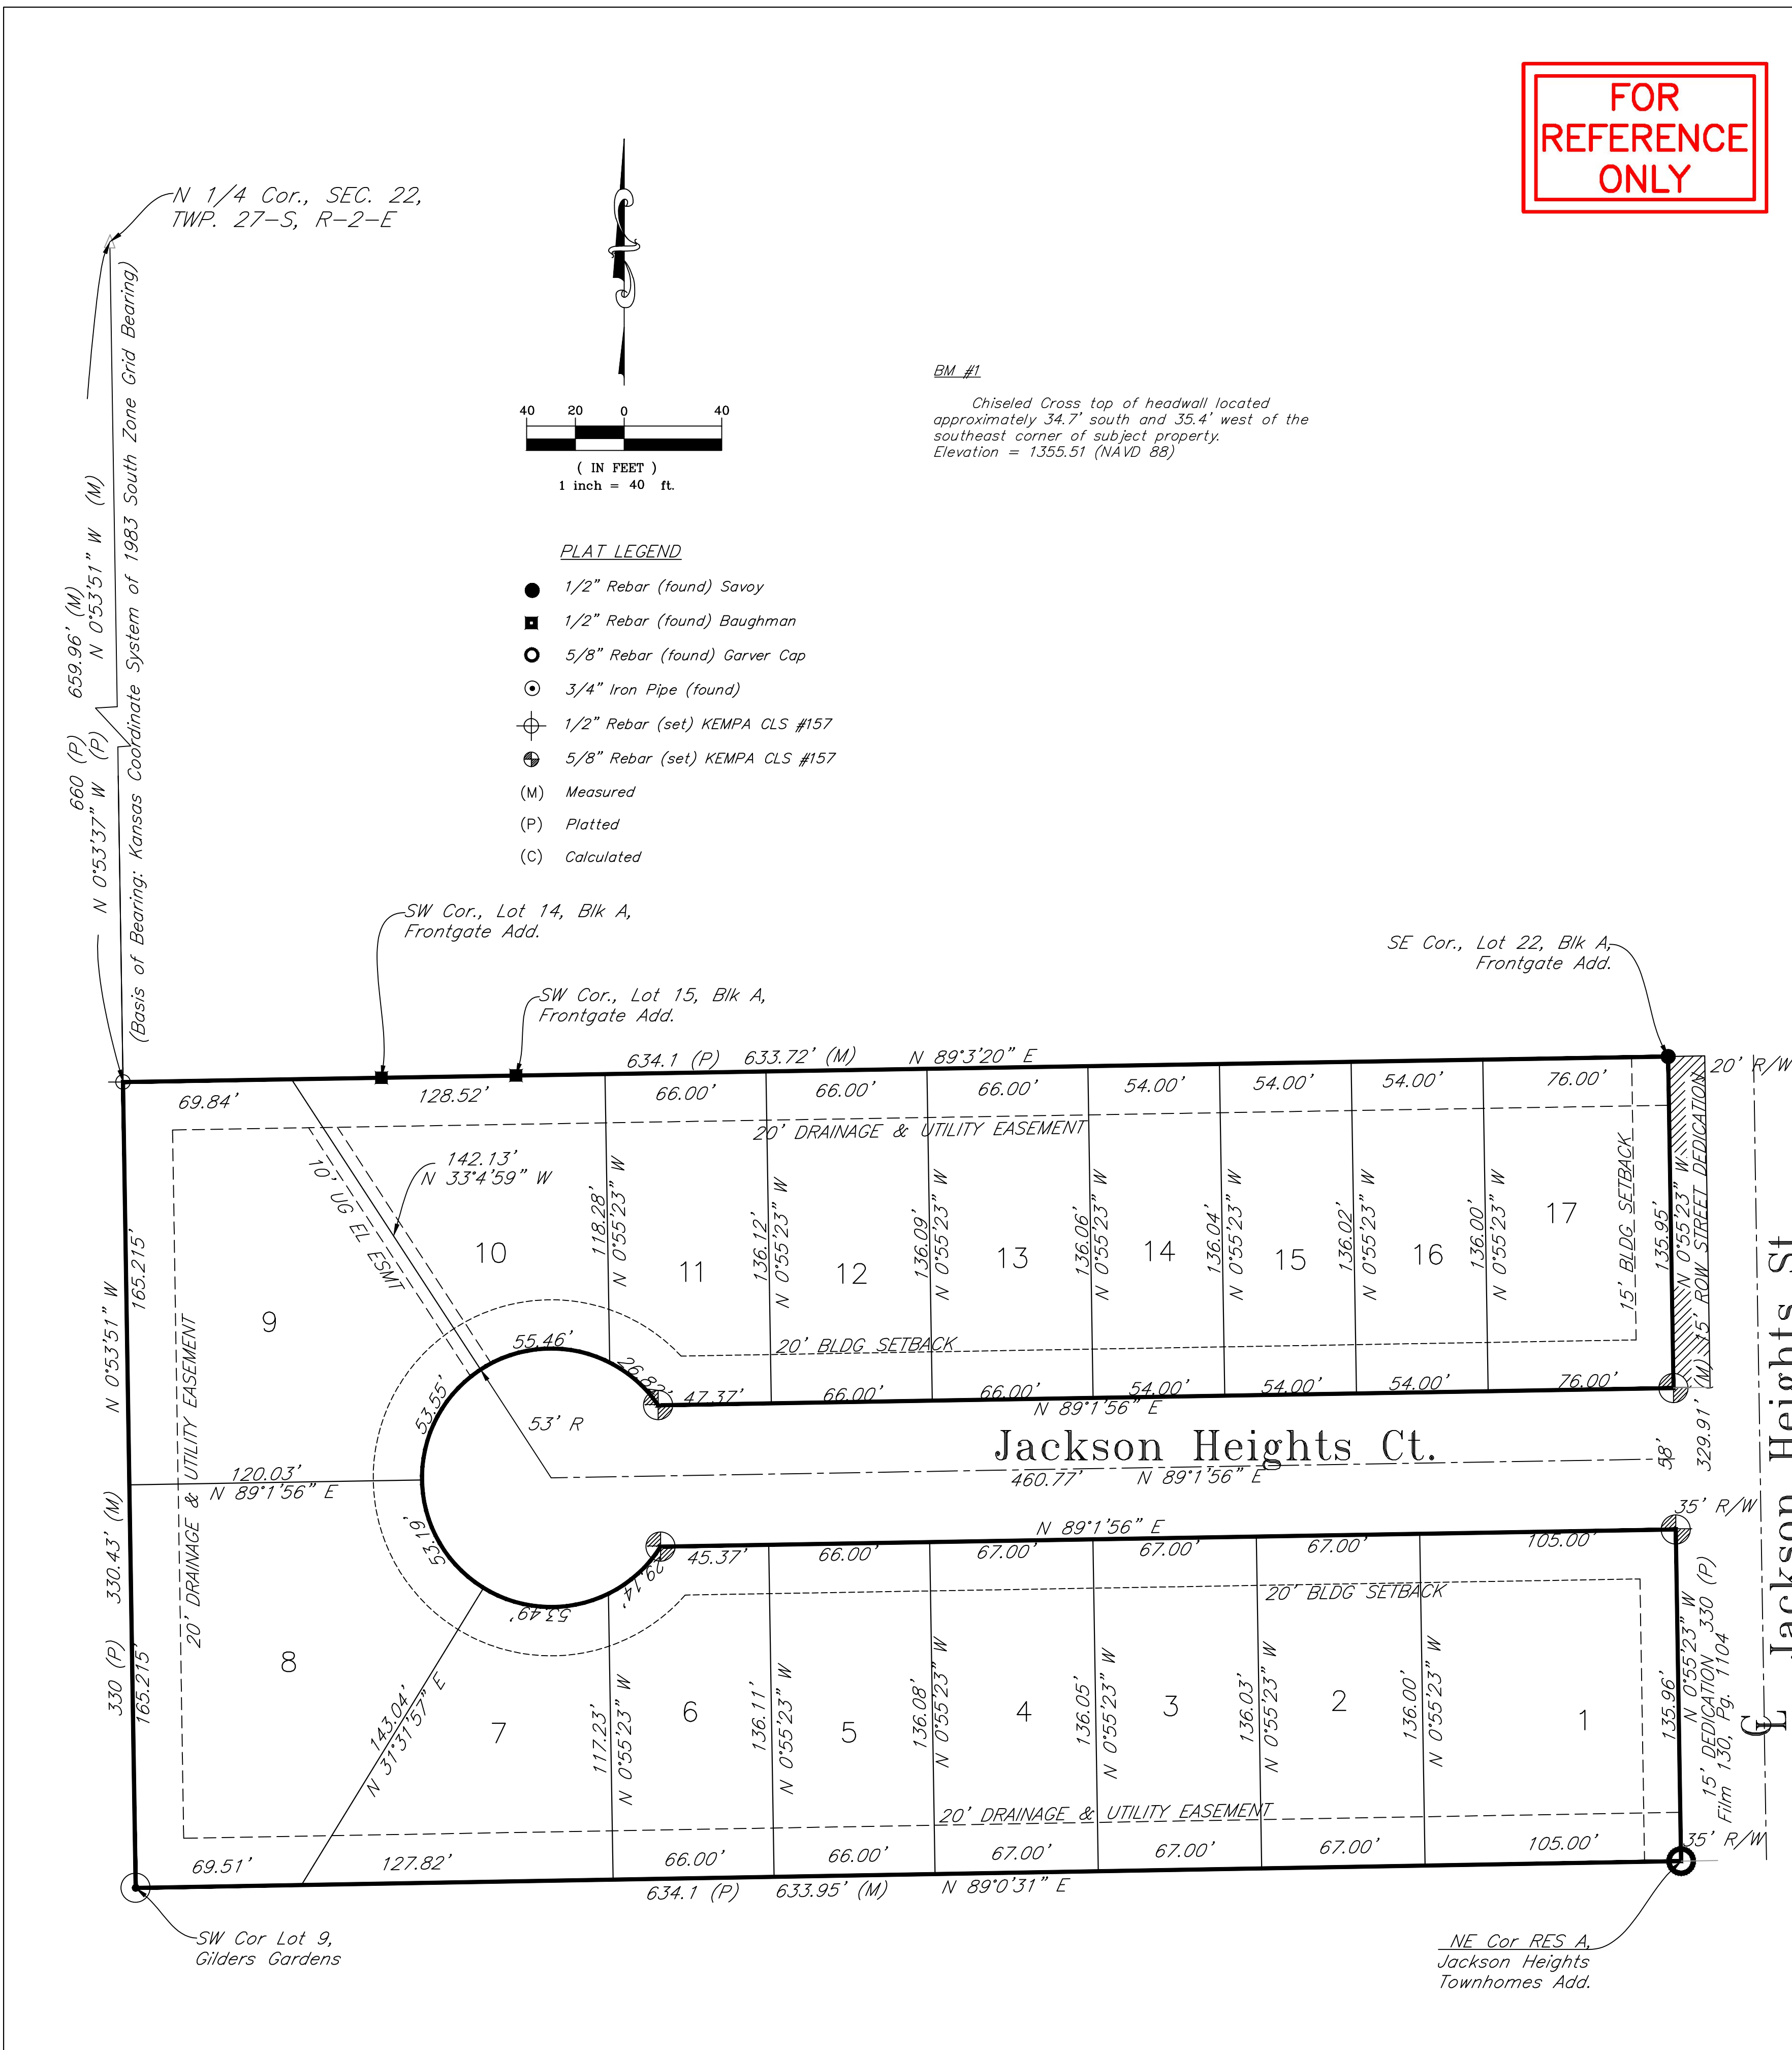 FOR
REFERENCE
ONLY
N 1/4 Cor., SEC. 22,
TWP. 27-S, R-2-E
660 (P) 659.96' (M)
N 0°53'37" W (P) N 0°53'51" W (M)
(Basis of Bearing: Kansas Coordinate System of 1983 South Zone Grid Bearing)
40 20 0 40
( IN FEET )
1 inch = 40 ft.
BM #1
Chiseled Cross top of headwall located
approximately 34.7' south and 35.4' west of the
southeast corner of subject property.
Elevation = 1355.51 (NAVD 88)
PLAT LEGEND
1/2" Rebar (found) Savoy
1/2" Rebar (found) Baughman
5/8" Rebar (found) Garver Cap
3/4" Iron Pipe (found)
1/2" Rebar (set) KEMPA CLS #157
5/8" Rebar (set) KEMPA CLS #157
(M) Measured
(P) Platted
(C) Calculated
SW Cor., Lot 14, Blk A,
Frontgate Add.
SW Cor., Lot 15, Blk A,
Frontgate Add.
SE Cor., Lot 22, Blk A,
Frontgate Add.
634.1 (P) 633.72' (M) N 89°3'20" E
20' R/W
69.84' 128.52' 66.00' 66.00' 66.00' 54.00' 54.00' 54.00' 76.00'
20' DRAINAGE & UTILITY EASEMENT
142.13'
N 33°4'59" W
10' UG EL ESMT
118.28'
N 0°55'23" W
136.12'
N 0°55'23" W
136.09'
N 0°55'23" W
136.06'
N 0°55'23" W
136.04'
N 0°55'23" W
136.02'
N 0°55'23" W
136.00'
N 0°55'23" W
135.95'
N 0°55'23" W
15' BLDG SETBACK
15' ROW STREET DEDICATION
9 10 11 12 13 14 15 16 17
165.215'
N 0°53'51" W
20' DRAINAGE & UTILITY EASEMENT
20' BLDG SETBACK
55.46'
26.82'
53.55'
53' R
47.37' 66.00' 66.00' 54.00' 54.00' 54.00' 76.00'
N 89°1'56" E
Jackson Heights Ct.
460.77' N 89°1'56" E
58'
329.91' (M)
Jackson Heights St
35' R/W
120.03'
N 89°1'56" E
53.19'
53.49'
29.14'
N 89°1'56" E
45.37' 66.00' 67.00' 67.00' 67.00' 105.00'
20' BLDG SETBACK
330 (P) 330.43' (M)
165.215'
143.04'
N 31°31'57" E
117.23'
N 0°55'23" W
136.11'
N 0°55'23" W
136.08'
N 0°55'23" W
136.05'
N 0°55'23" W
136.03'
N 0°55'23" W
136.00'
N 0°55'23" W
135.96'
N 0°55'23" W
15' DEDICATION 330 (P)
Film 130, Pg. 1104
CL
8 7 6 5 4 3 2 1
20' DRAINAGE & UTILITY EASEMENT
35' R/W
69.51' 127.82' 66.00' 66.00' 67.00' 67.00' 67.00' 105.00'
634.1 (P) 633.95' (M) N 89°0'31" E
SW Cor Lot 9,
Gilders Gardens
NE Cor RES A,
Jackson Heights
Townhomes Add.